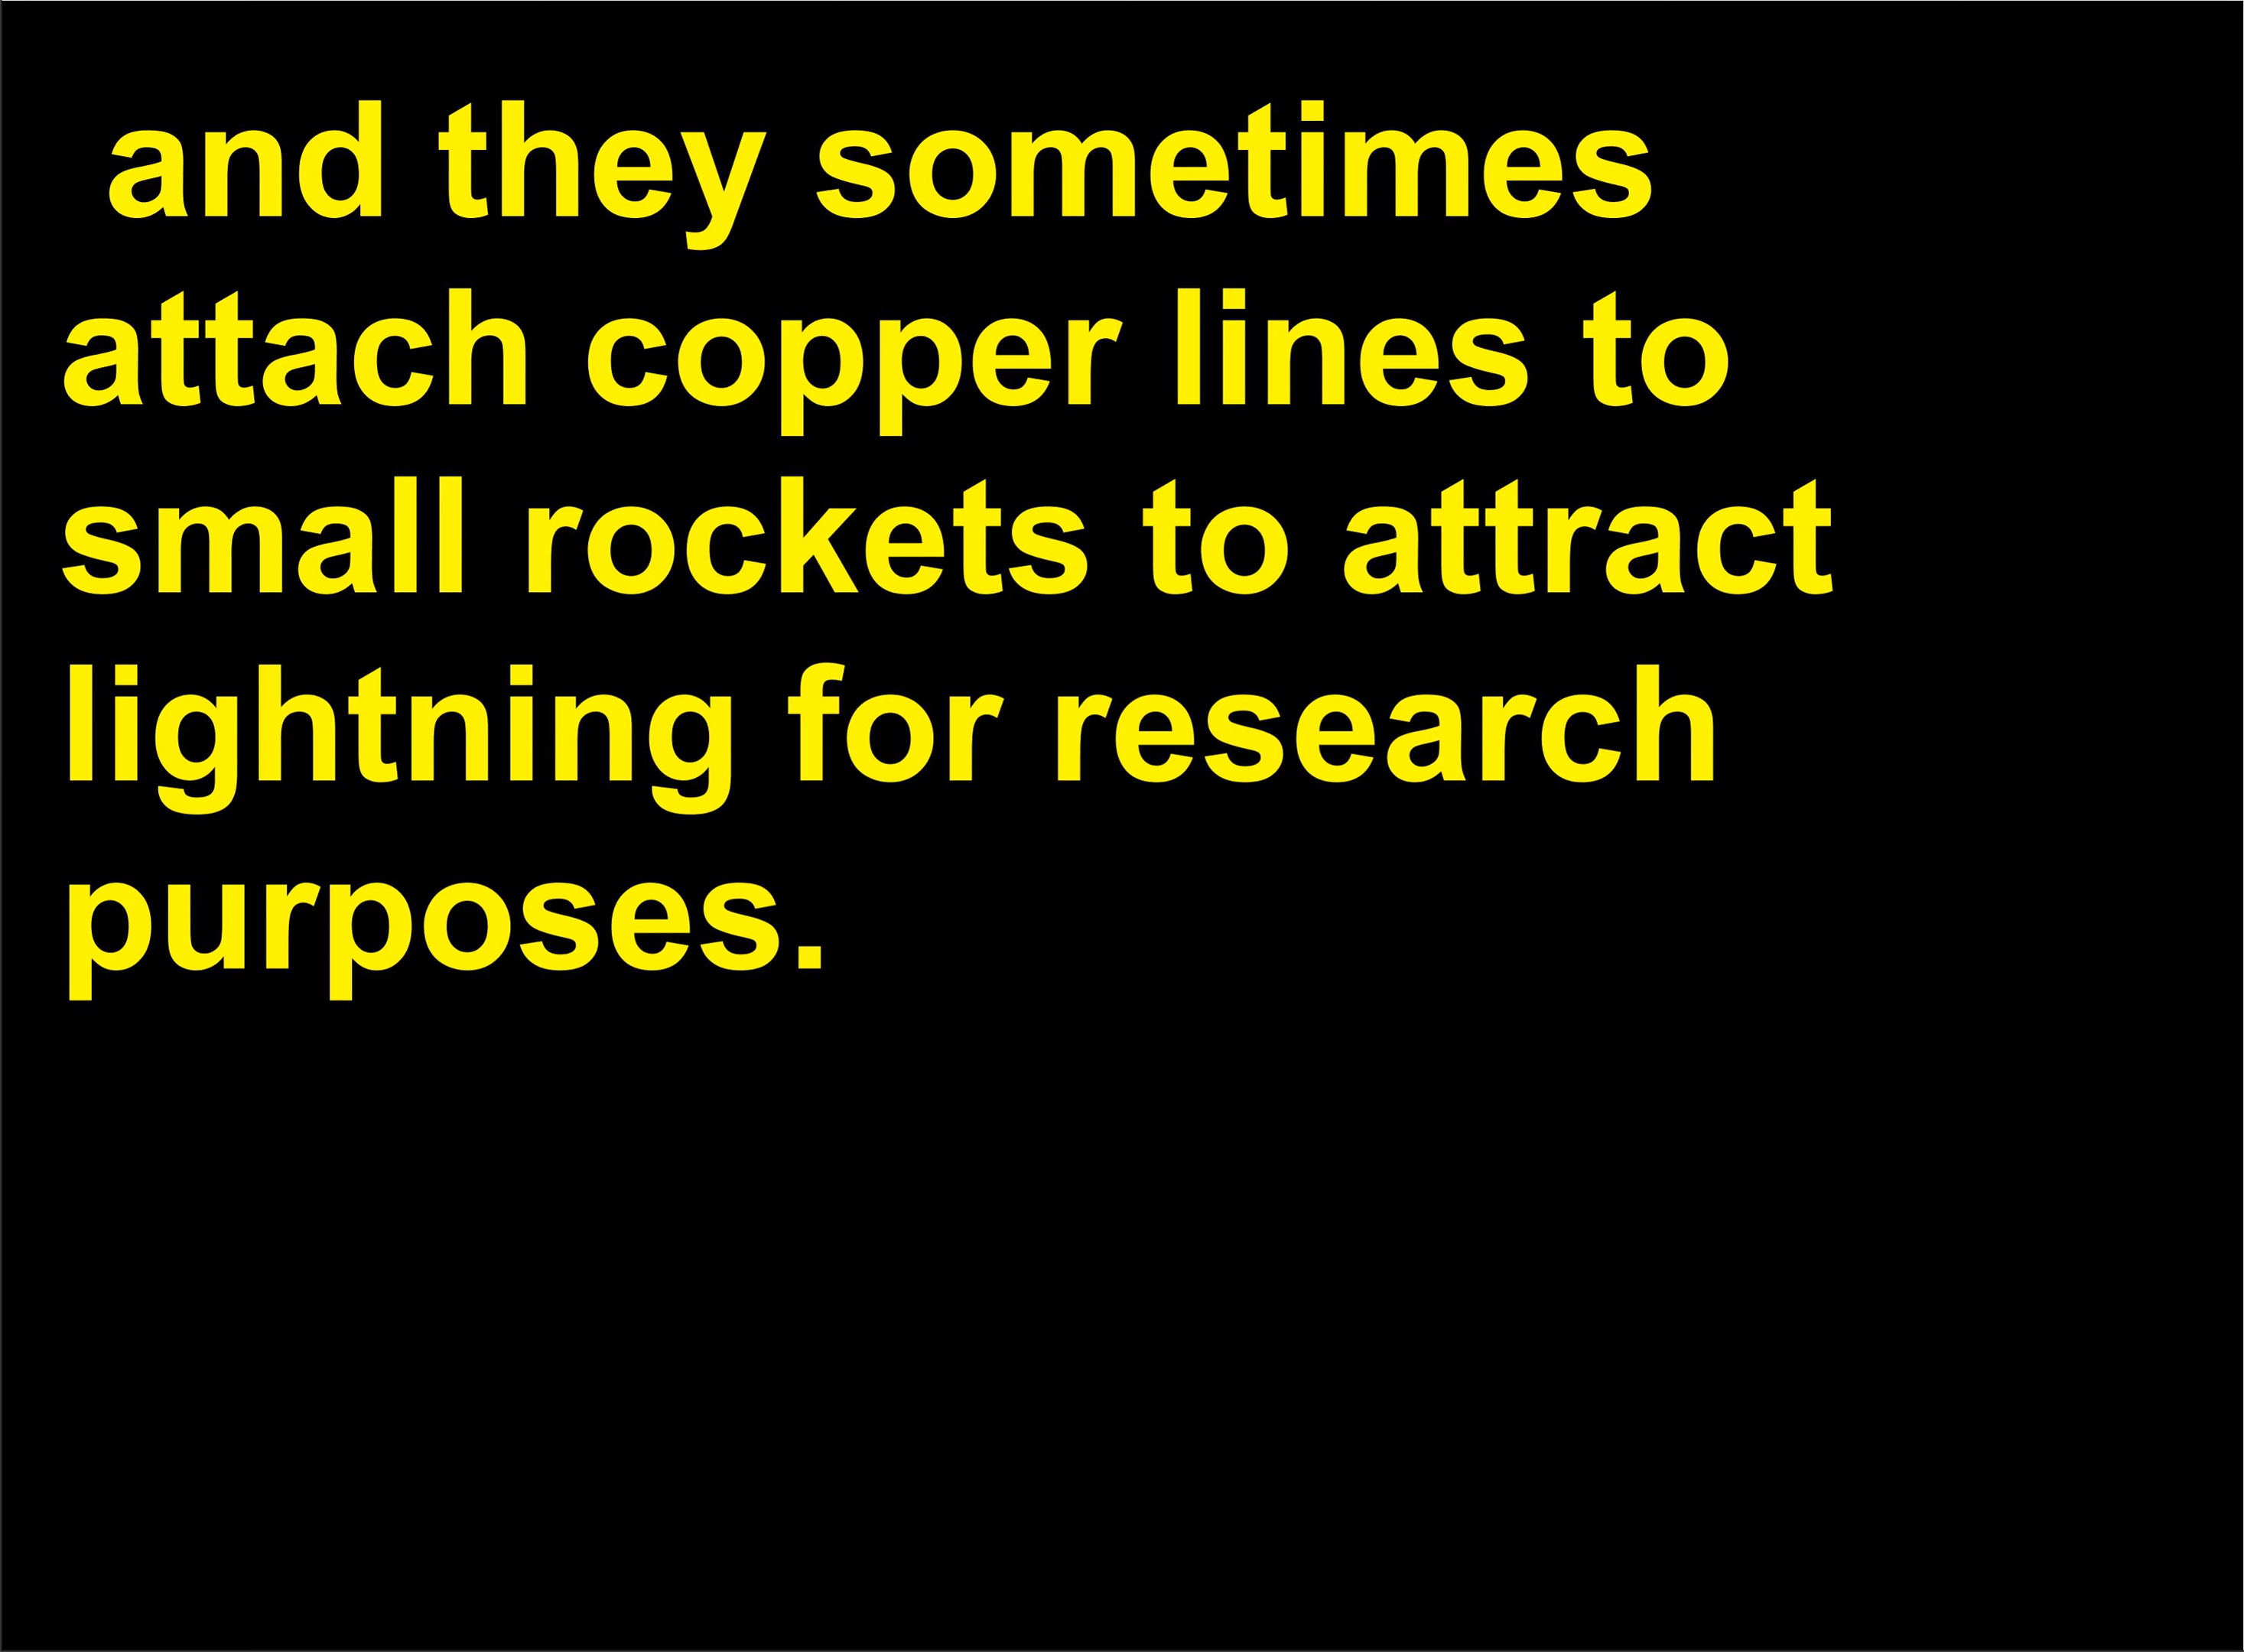 and they sometimes
attach copper lines to
small rockets to attract
lightning for research
purposes.